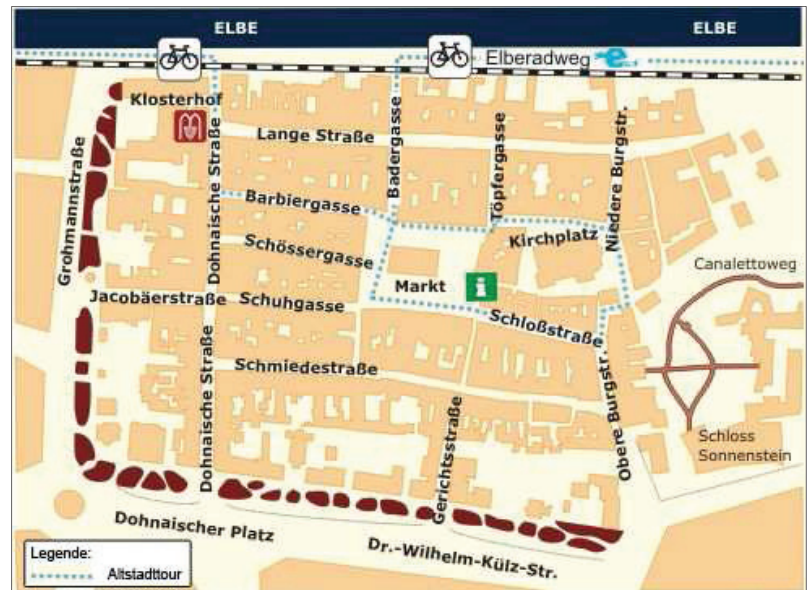 ELBE
ELBE
Elberadweg
Klosterhof
Lange Straße
Badergasse
Töpfergasse
Niedere Burgstr.
Grohmannstraße
Dohnaische Straße
Barbiergasse
Schössergasse
Kirchplatz
Canalettoweg
Markt
i
Jacobäerstraße
Schuhgasse
Schloßstraße
Schmiedestraße
Dohnaische Straße
Gerichtsstraße
Obere Burgstr.
Schloss
Sonnenstein
Dohnaischer Platz
Dr.-Wilhelm-Külz-Str.
Legende:
Altstadttour